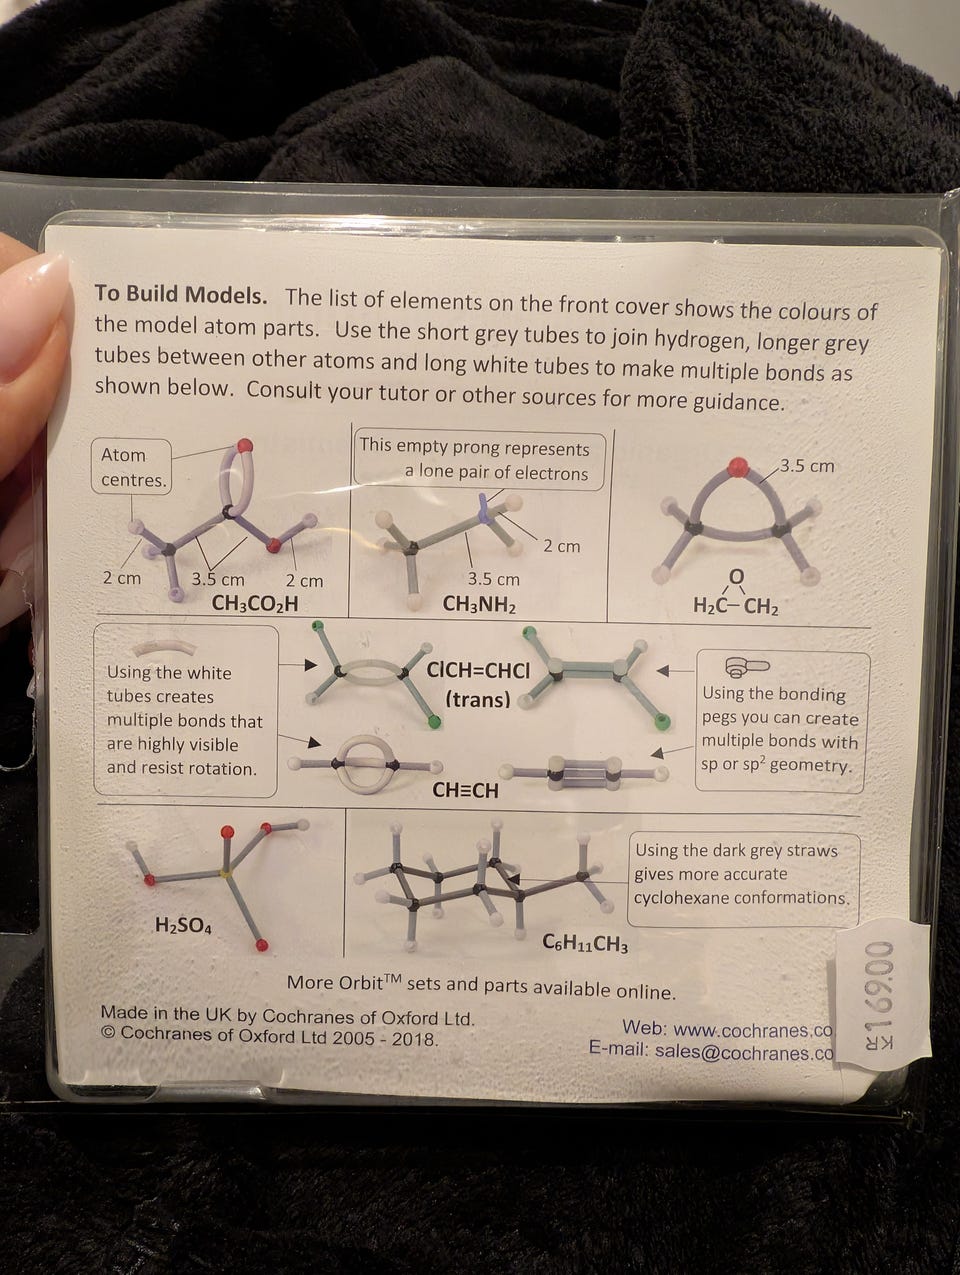 To Build Models. The list of elements on the front cover shows the colours of
the model atom parts. Use the short grey tubes to join hydrogen, longer grey
tubes between other atoms and long white tubes to make multiple bonds as
shown below. Consult your tutor or other sources for more guidance.
Atom
centres.
2 cm
3.5 cm
2 cm
CH₃CO₂H
This empty prong represents
a lone pair of electrons
2 cm
3.5 cm
CH₃NH₂
3.5 cm
O
H₂C–CH₂
Using the white
tubes creates
multiple bonds that
are highly visible
and resist rotation.
ClCH=CHCl
(trans)
CH≡CH
Using the bonding
pegs you can create
multiple bonds with
sp or sp² geometry.
H₂SO₄
Using the dark grey straws
gives more accurate
cyclohexane conformations.
C₆H₁₁CH₃
More Orbit™ sets and parts available online.
Made in the UK by Cochranes of Oxford Ltd.
© Cochranes of Oxford Ltd 2005 - 2018.
Web: www.cochranes.co
E-mail: sales@cochranes.co
KR169.00